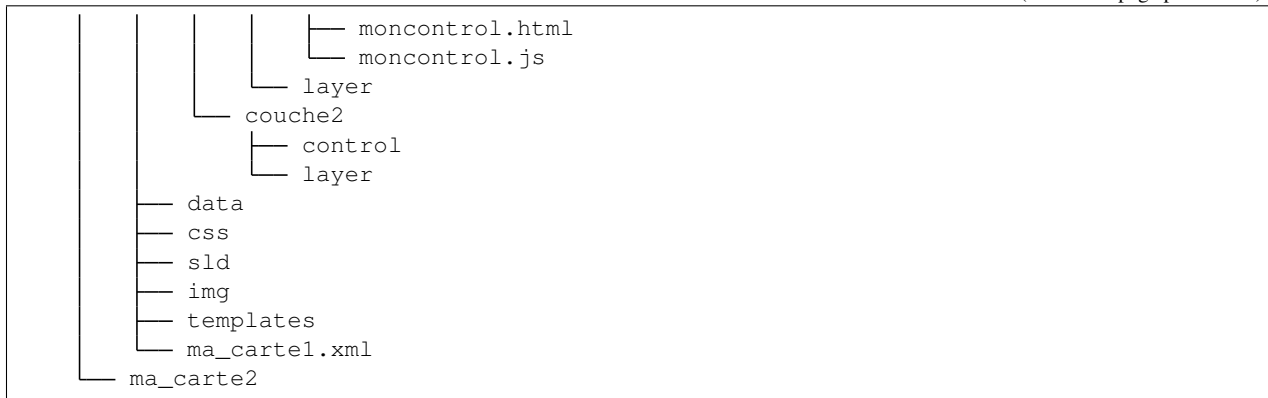 moncontrol.html
moncontrol.js
layer
couche2
control
layer
data
css
sld
img
templates
ma_carte1.xml
ma_carte2